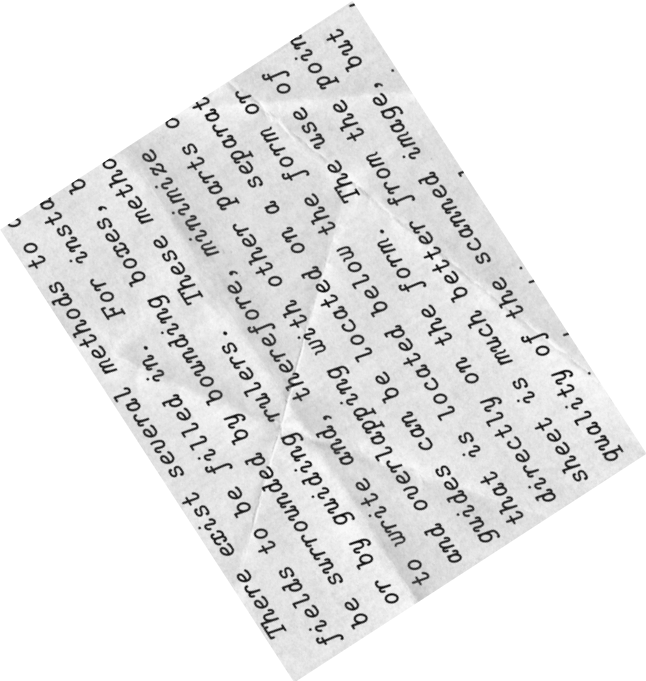 There exist several methods to
fields to be filled in. For insta
be surrounded by bounding boxes, b
or by guiding rulers. These metho
to write and, therefore, minimize
and overlapping with other parts o
guides can be located on a separat
that is located below the form or
directly on the form. The use of
sheet is much better from the poin
quality of the scanned image, but